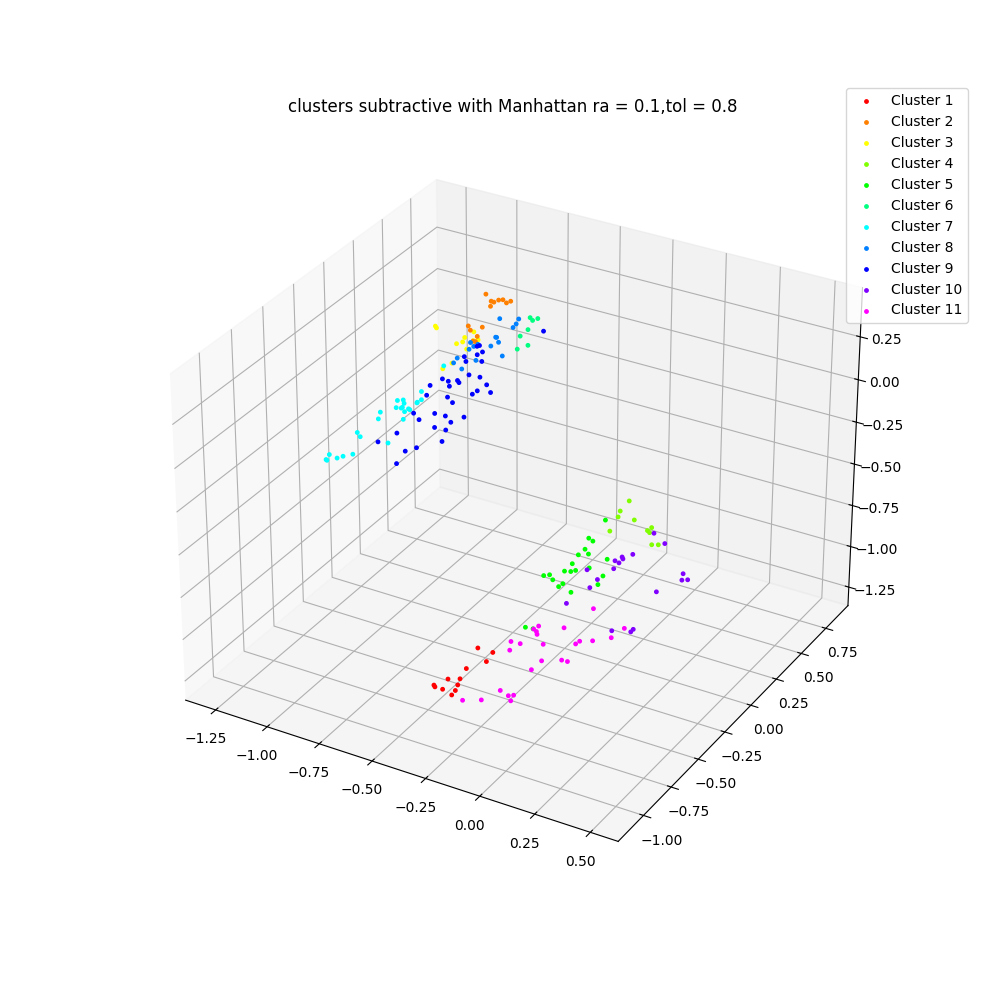 clusters subtractive with Manhattan ra = 0.1,tol = 0.8
Cluster 1
Cluster 2
Cluster 3
Cluster 4
Cluster 5
Cluster 6
Cluster 7
Cluster 8
Cluster 9
Cluster 10
Cluster 11
0.25
0.00
−0.25
−0.50
−0.75
−1.00
−1.25
0.75
0.50
0.25
0.00
−0.25
−0.50
−0.75
−1.00
−1.25
−1.00
−0.75
−0.50
−0.25
0.00
0.25
0.50